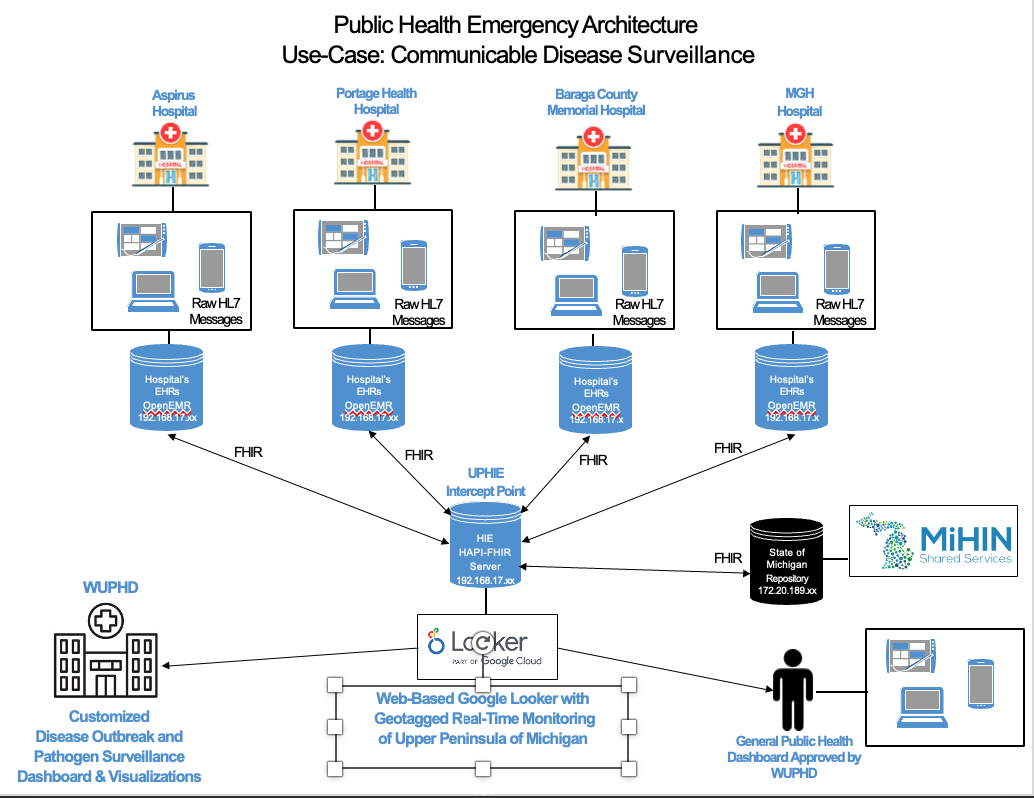 Public Health Emergency Architecture
Use-Case: Communicable Disease Surveillance
Aspirus
Hospital
Portage Health
Hospital
Baraga County
Memorial Hospital
MGH
Hospital
HOSPITAL
HOSPITAL
HOSPITAL
HOSPITAL
Raw HL7
Messages
Raw HL7
Messages
Raw HL7
Messages
Raw HL7
Messages
Hospital's
EHRs
OpenEMR
192.168.17.xx
Hospital's
EHRs
OpenEMR
192.168.17.xx
Hospital's
EHRs
OpenEMR
192.168.17.x
Hospital's
EHRs
OpenEMR
192.168.17.x
FHIR
FHIR
FHIR
FHIR
UPHIE
Intercept Point
HIE
HAPI-FHIR
Server
192.168.17.xx
FHIR
State of
Michigan
Repository
172.20.189.xx
MiHIN
Shared Services
WUPHD
Customized
Disease Outbreak and
Pathogen Surveillance
Dashboard & Visualizations
Looker
PART OF Google Cloud
Web-Based Google Looker with
Geotagged Real-Time Monitoring
of Upper Peninsula of Michigan
General Public Health
Dashboard Approved by
WUPHD